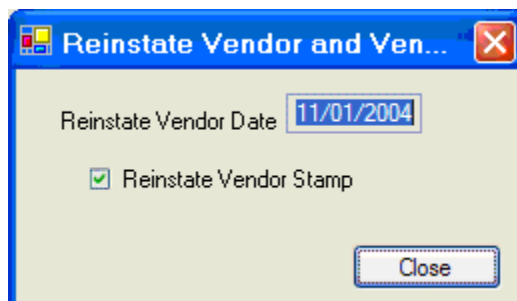 Reinstate Vendor and Ven...
Reinstate Vendor Date 11/01/2004
Reinstate Vendor Stamp
Close